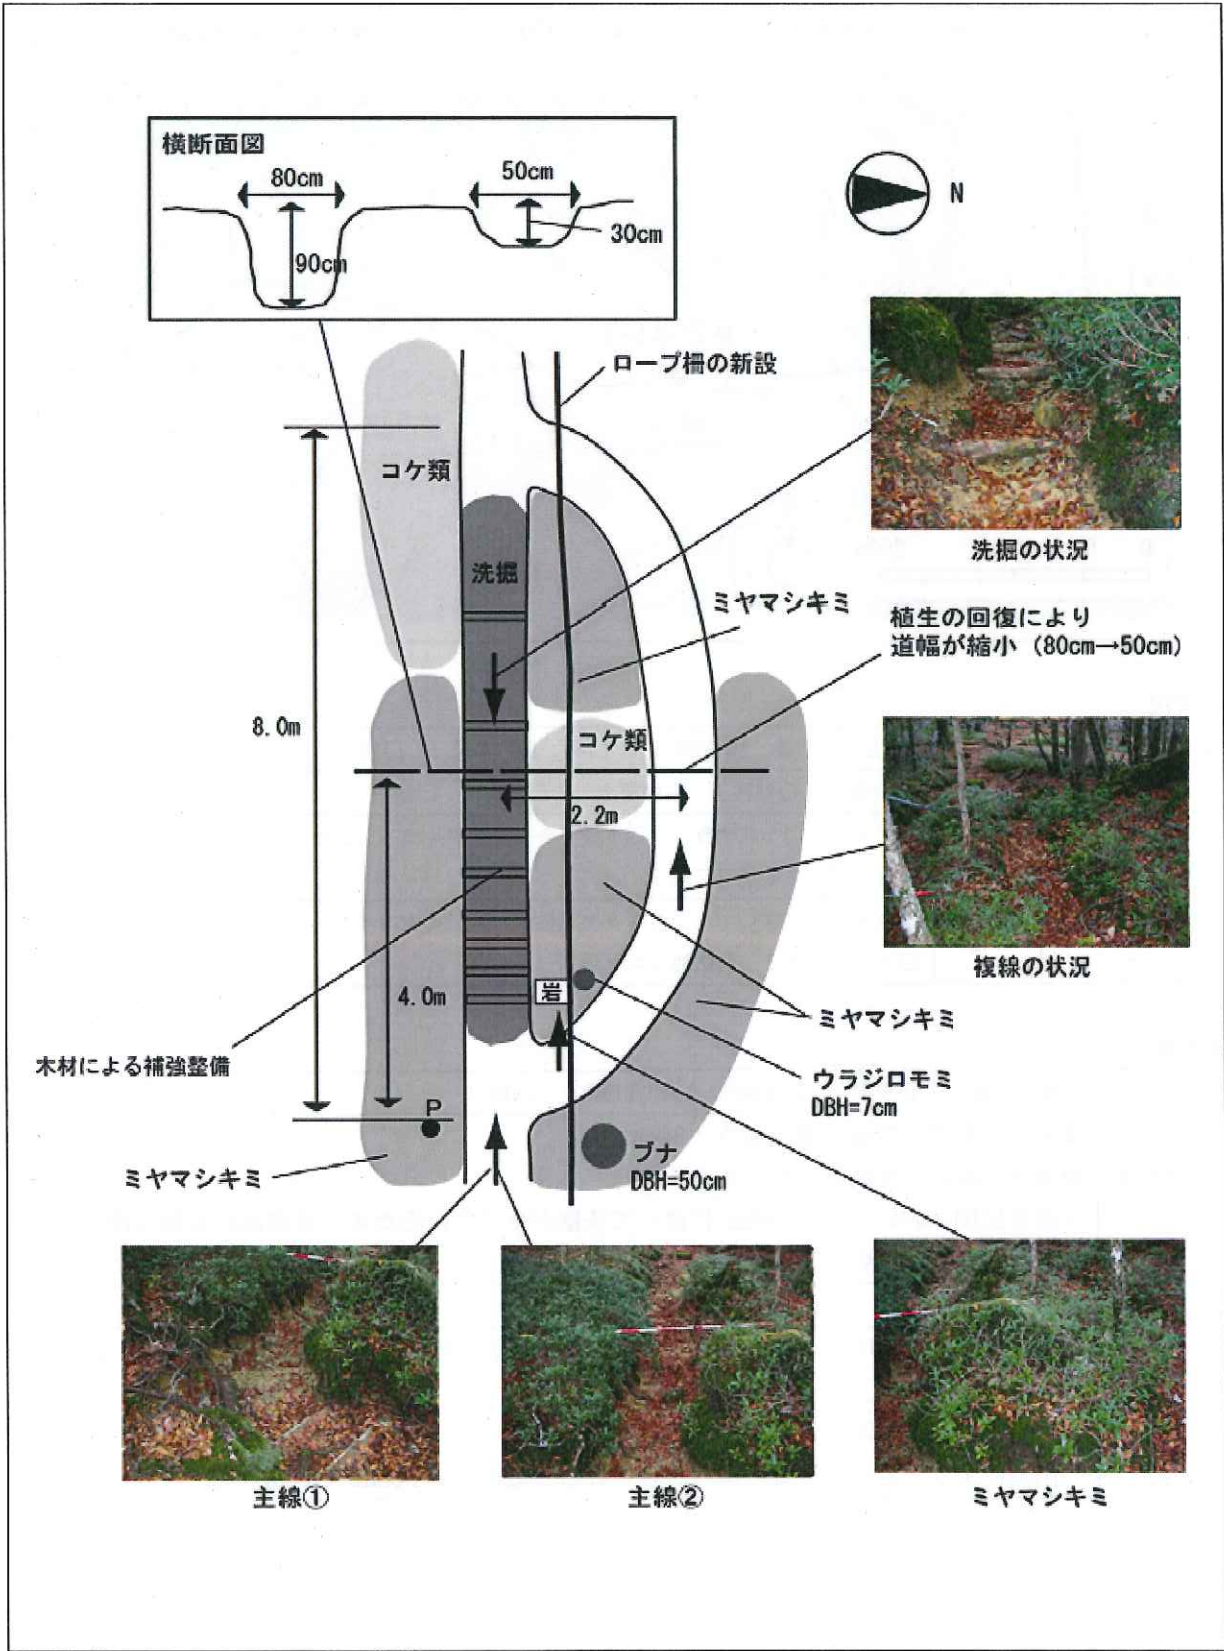 横断面図
80cm
50cm
30cm
90cm
N
ロープ柵の新設
コケ類
洗掘
洗掘の状況
ミヤマシキミ
植生の回復により
道幅が縮小（80cm→50cm）
8.0m
コケ類
2.2m
複線の状況
4.0m
岩
ミヤマシキミ
木材による補強整備
ウラジロモミ
DBH=7cm
P
ミヤマシキミ
ブナ
DBH=50cm
主線①
主線②
ミヤマシキミ